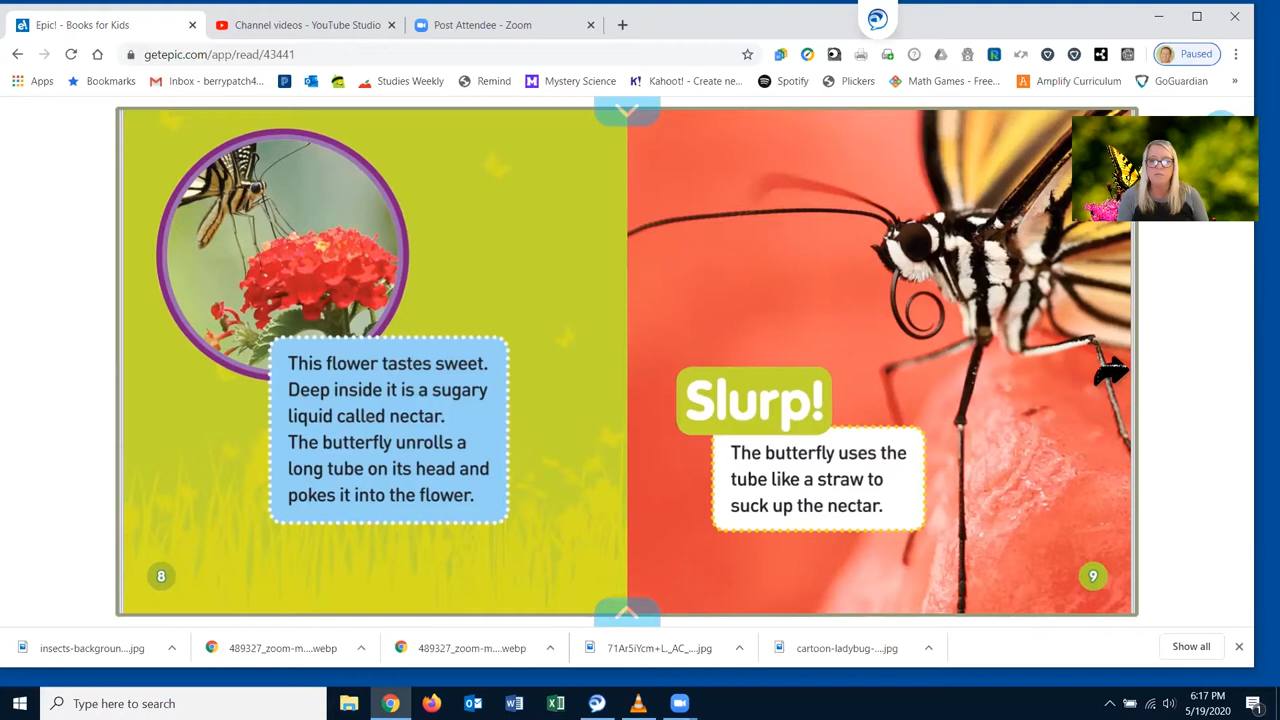 Epic! - Books for Kids
Channel videos - YouTube Studio
Post Attendee - Zoom
getepic.com/app/read/43441
Paused
Apps
Bookmarks
Inbox - berrypatch4...
Studies Weekly
Remind
Mystery Science
Kahoot! - Create ne...
Spotify
Plickers
Math Games - Free...
Amplify Curriculum
GoGuardian
»
This flower tastes sweet.
Deep inside it is a sugary
liquid called nectar.
The butterfly unrolls a
long tube on its head and
pokes it into the flower.
8
Slurp!
The butterfly uses the
tube like a straw to
suck up the nectar.
9
insects-backgroun....jpg
489327_zoom-m....webp
489327_zoom-m....webp
71Ar5iYcm+L._AC_....jpg
cartoon-ladybug-....jpg
Show all
Type here to search
6:17 PM
5/19/2020
1